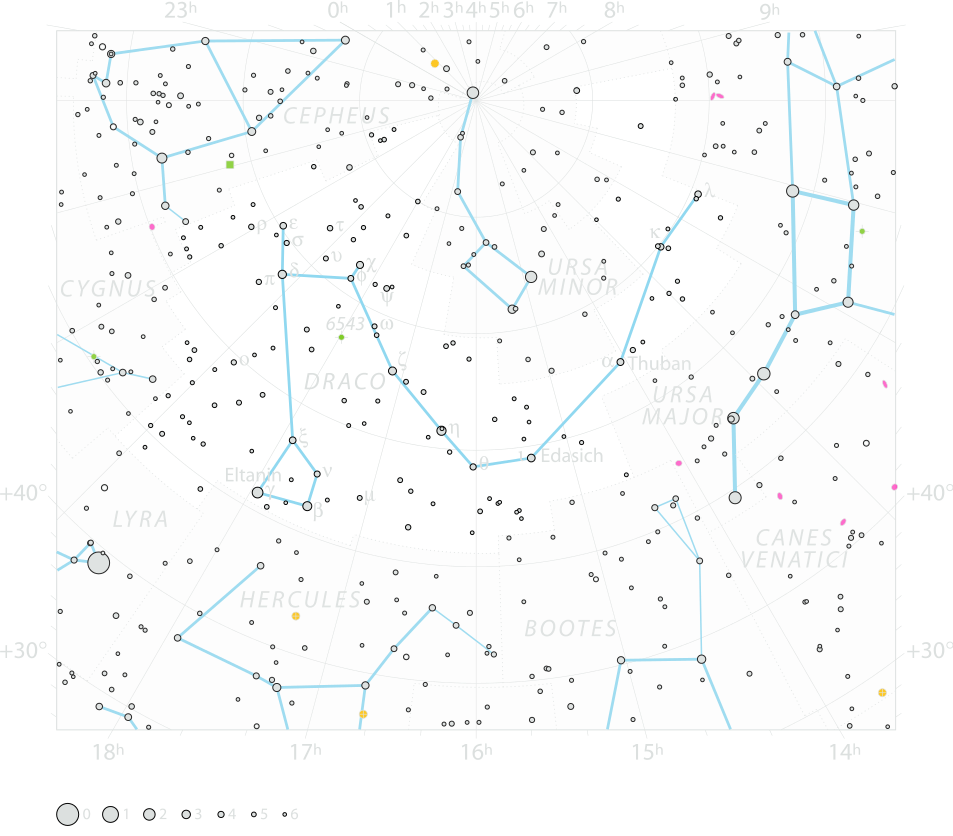 23h 0h 1h 2h 3h 4h 5h 6h 7h 8h 9h
CEPHEUS
λ
ρ ε τ κ
σ
υ χ URSA
π δ φ MINOR
CYGNUS ψ
6543 ω
ο ζ α Thuban
DRACO URSA
MAJOR
η
ξ ι Edasich
θ
Eltanin ν
γ
+40° μ +40°
β
LYRA CANES
VENATICI
HERCULES
BOOTES
+30° +30°
18h 17h 16h 15h 14h
0 1 2 3 4 5 6